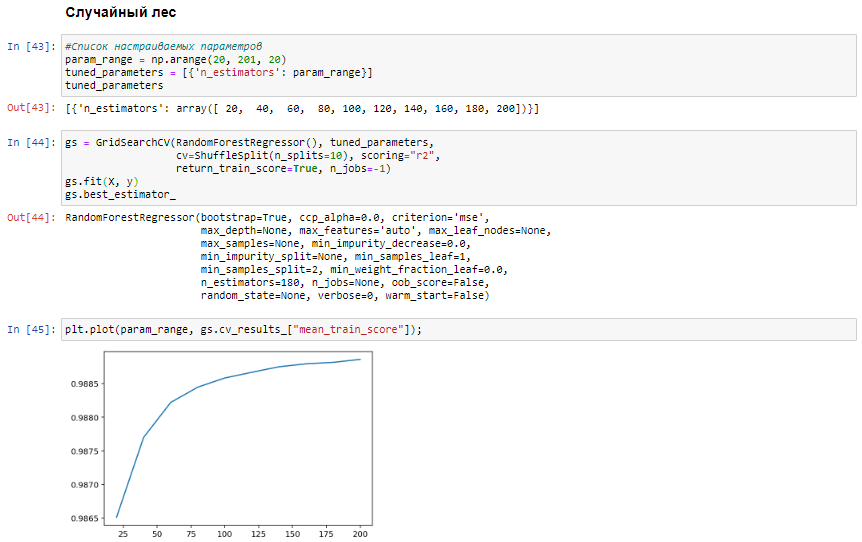 Случайный лес
In [43]: #Список настраиваемых параметров
param_range = np.arange(20, 201, 20)
tuned_parameters = [{'n_estimators': param_range}]
tuned_parameters
Out[43]: [{'n_estimators': array([ 20,  40,  60,  80, 100, 120, 140, 160, 180, 200])}]
In [44]: gs = GridSearchCV(RandomForestRegressor(), tuned_parameters,
cv=ShuffleSplit(n_splits=10), scoring="r2",
return_train_score=True, n_jobs=-1)
gs.fit(X, y)
gs.best_estimator_
Out[44]: RandomForestRegressor(bootstrap=True, ccp_alpha=0.0, criterion='mse',
max_depth=None, max_features='auto', max_leaf_nodes=None,
max_samples=None, min_impurity_decrease=0.0,
min_impurity_split=None, min_samples_leaf=1,
min_samples_split=2, min_weight_fraction_leaf=0.0,
n_estimators=180, n_jobs=None, oob_score=False,
random_state=None, verbose=0, warm_start=False)
In [45]: plt.plot(param_range, gs.cv_results_["mean_train_score"]);
0.9885
0.9880
0.9875
0.9870
0.9865
25 50 75 100 125 150 175 200